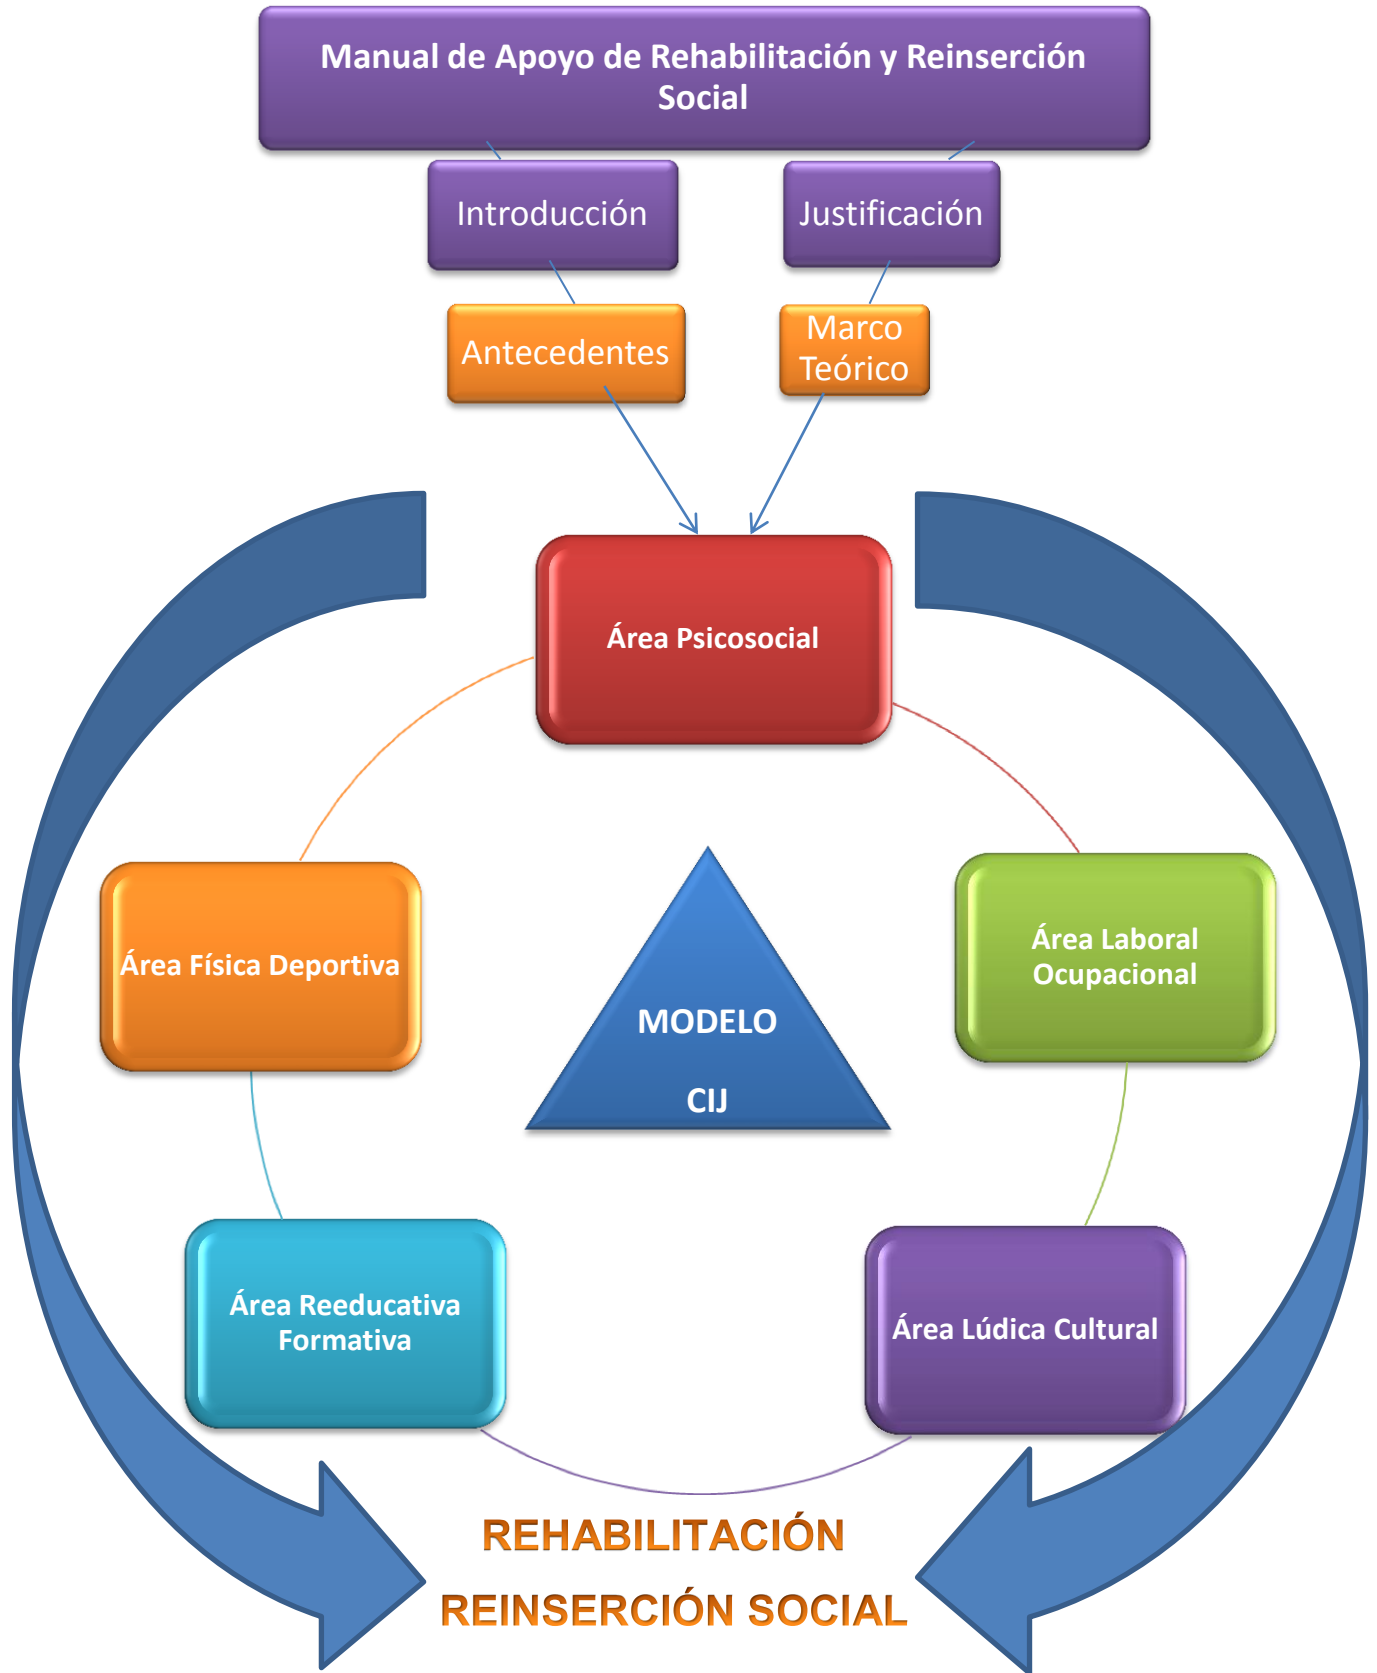 Manual de Apoyo de Rehabilitación y Reinserción
Social
Introducción
Justificación
Antecedentes
Marco
Teórico
Área Psicosocial
Área Física Deportiva
Área Laboral
Ocupacional
MODELO
CIJ
Área Reeducativa
Formativa
Área Lúdica Cultural
REHABILITACIÓN
REINSERCIÓN SOCIAL